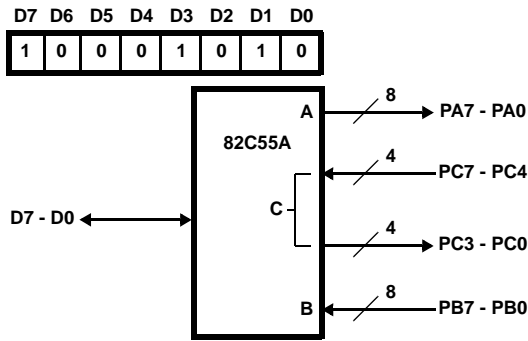 D7 D6 D5 D4 D3 D2 D1 D0
1 0 0 0 1 0 1 0
A 8 PA7 - PA0
82C55A
4 PC7 - PC4
C
D7 - D0
4 PC3 - PC0
B 8 PB7 - PB0